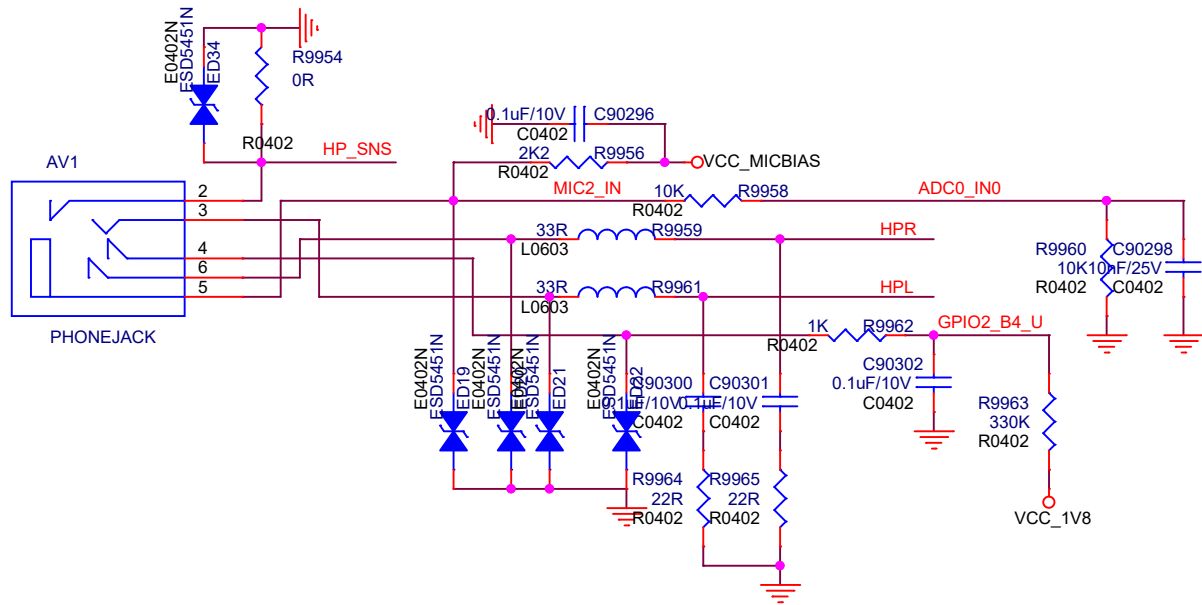 E0402N
ESD5451N
ED34
R9954
0R
R0402
HP_SNS
AV1
2
3
4
6
5
PHONEJACK
0.1uF/10V
C90296
C0402
2K2
R9956
R0402
VCC_MICBIAS
MIC2_IN
10K
R9958
R0402
ADC0_IN0
33R
R9959
L0603
HPR
33R
R9961
L0603
HPL
R9960
10K
R0402
C90298
10nF/25V
C0402
1K
R9962
R0402
GPIO2_B4_U
C90302
0.1uF/10V
C0402
R9963
330K
R0402
VCC_1V8
E0402N
ESD5451N
ED19
E0402N
ESD5451N
ESD5451N
ED21
E0402N
ESD5451N
ED22
C90300
0.1uF/10V
C0402
C90301
0.1uF/10V
C0402
R9964
22R
R0402
R9965
22R
R0402